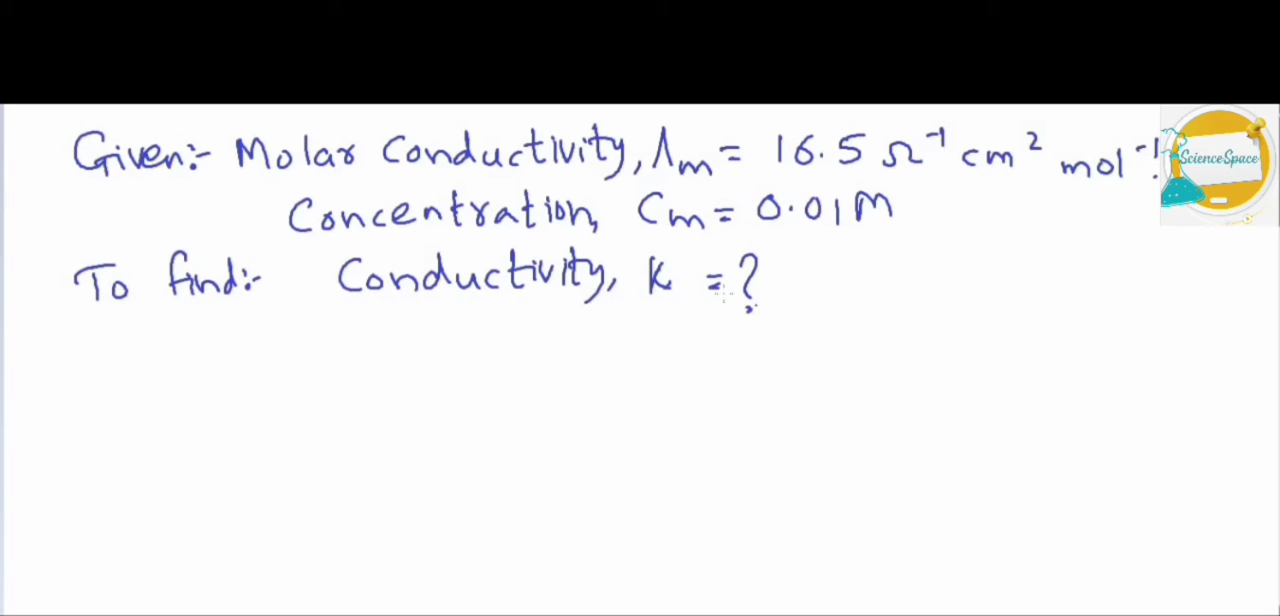 Given:- Molar Conductivity, Λm = 16.5 Ω⁻¹ cm² mol⁻¹
ScienceSpace
Concentration, Cm = 0.01 M
To find:- Conductivity, K = ?